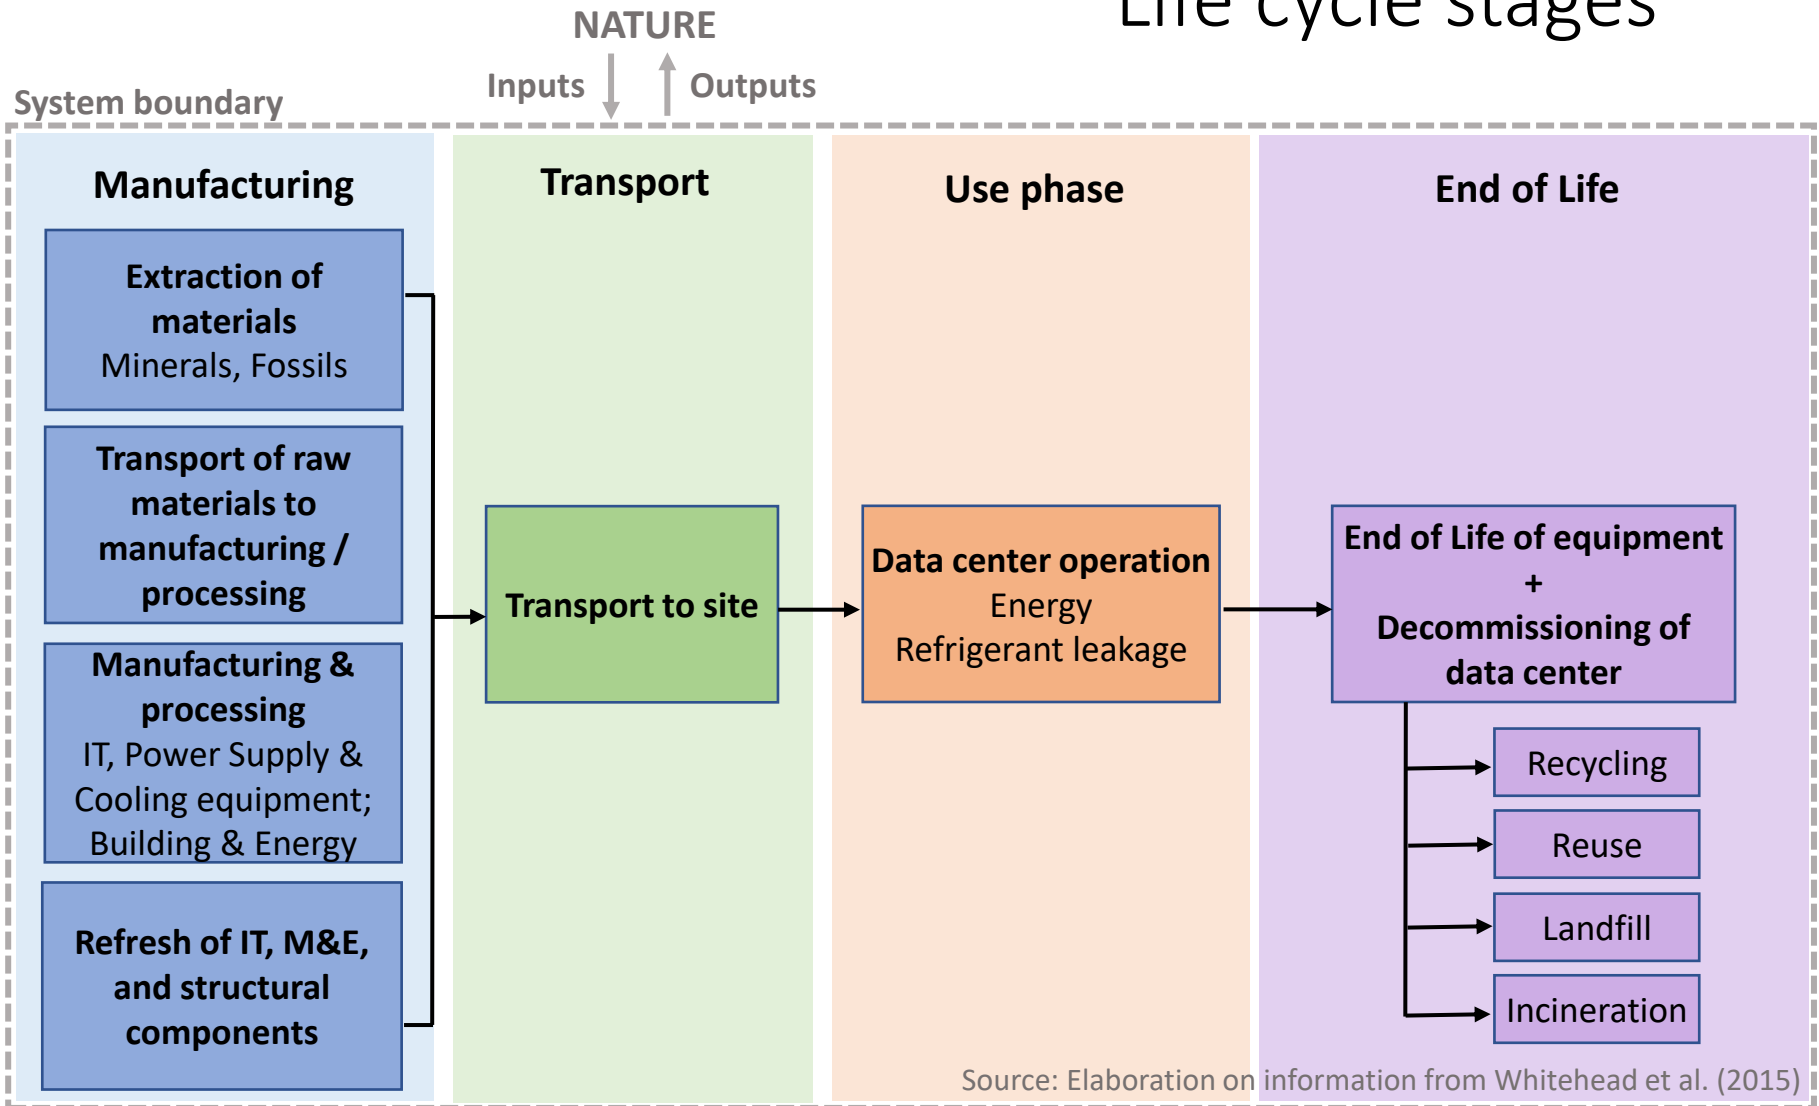 Life cycle stages
NATURE
Inputs
Outputs
System boundary
Manufacturing
Extraction of
materials
Minerals, Fossils
Transport of raw
materials to
manufacturing /
processing
Manufacturing &
processing
IT, Power Supply &
Cooling equipment;
Building & Energy
Refresh of IT, M&E,
and structural
components
Transport
Transport to site
Use phase
Data center operation
Energy
Refrigerant leakage
End of Life
End of Life of equipment
+
Decommissioning of
data center
Recycling
Reuse
Landfill
Incineration
Source: Elaboration on information from Whitehead et al. (2015)